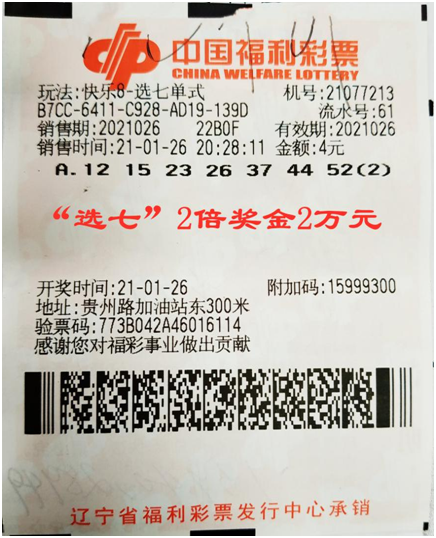 中国福利彩票
CHINA WELFARE LOTTERY
玩法:快乐8-选七单式 机号:21077213
B7CC-6411-C928-AD19-139D 流水号:61
销售期:2021026 22B0F 有效期:2021026
销售时间:21-01-26 20:28:11 金额:4元
A.12 15 23 26 37 44 52(2)
“选七”2倍奖金2万元
开奖时间:21-01-26 附加码:15999300
地址:贵州路加油站东300米
验票码:773B042A46016114
感谢您对福彩事业做出贡献
辽宁省福利彩票发行中心承销